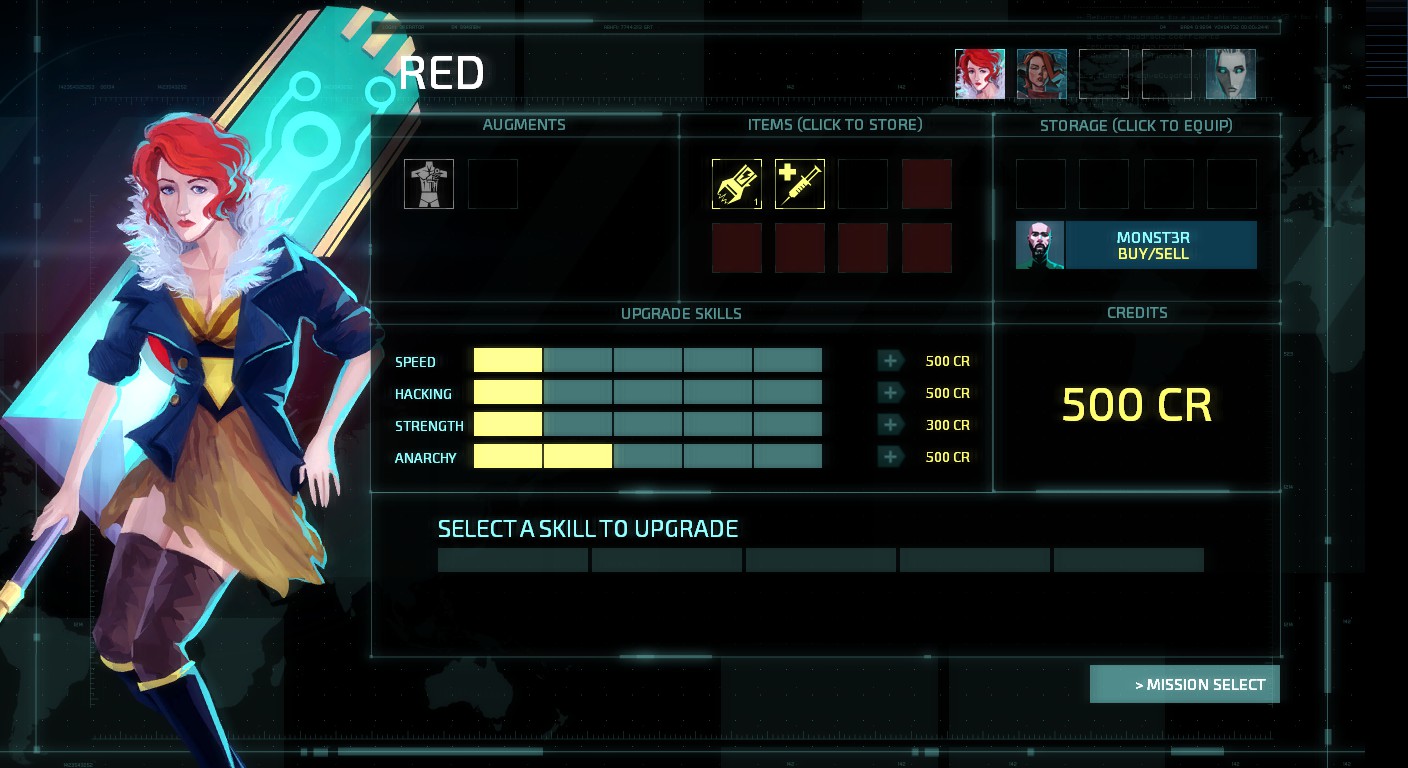 RED
AUGMENTS
ITEMS (CLICK TO STORE)
STORAGE (CLICK TO EQUIP)
1
MONST3R
BUY/SELL
UPGRADE SKILLS
CREDITS
SPEED 500 CR
HACKING 500 CR
STRENGTH 300 CR
ANARCHY 500 CR
500 CR
SELECT A SKILL TO UPGRADE
> MISSION SELECT